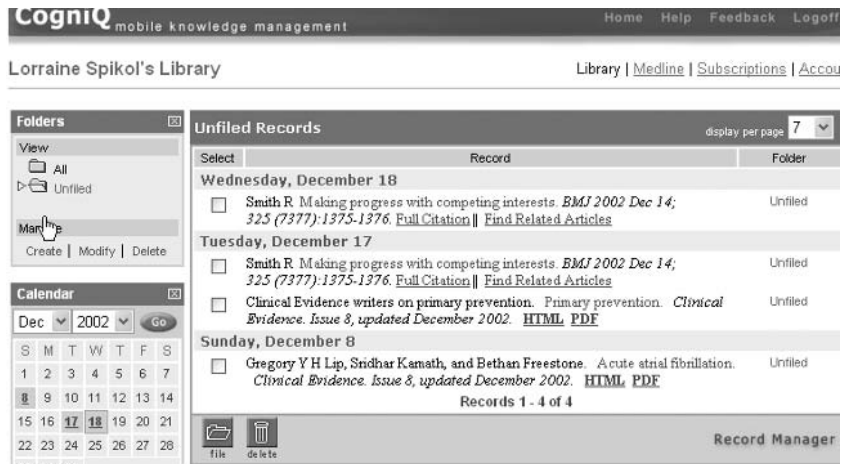 CogniQ mobile knowledge management
Home Help Feedback Logoff
Lorraine Spikol's Library
Library | Medline | Subscriptions | Accou
Folders
View
All
Unfiled
Create | Modify | Delete
Calendar
Dec 2002 Go
S M T W T F S
1 2 3 4 5 6 7
8 9 10 11 12 13 14
15 16 17 18 19 20 21
22 23 24 25 26 27 28
Unfiled Records
display per page 7
Select Record Folder
Wednesday, December 18
Smith R Making progress with competing interests. BMJ 2002 Dec 14; Unfiled
325 (7377):1375-1376. Full Citation || Find Related Articles
Tuesday, December 17
Smith R Making progress with competing interests. BMJ 2002 Dec 14; Unfiled
325 (7377):1375-1376. Full Citation || Find Related Articles
Clinical Evidence writers on primary prevention. Primary prevention. Clinical Unfiled
Evidence. Issue 8, updated December 2002. HTML PDF
Sunday, December 8
Gregory Y H Lip, Sridhar Kamath, and Bethan Freestone. Acute atrial fibrillation. Unfiled
Clinical Evidence. Issue 8, updated December 2002. HTML PDF
Records 1 - 4 of 4
file delete
Record Manager